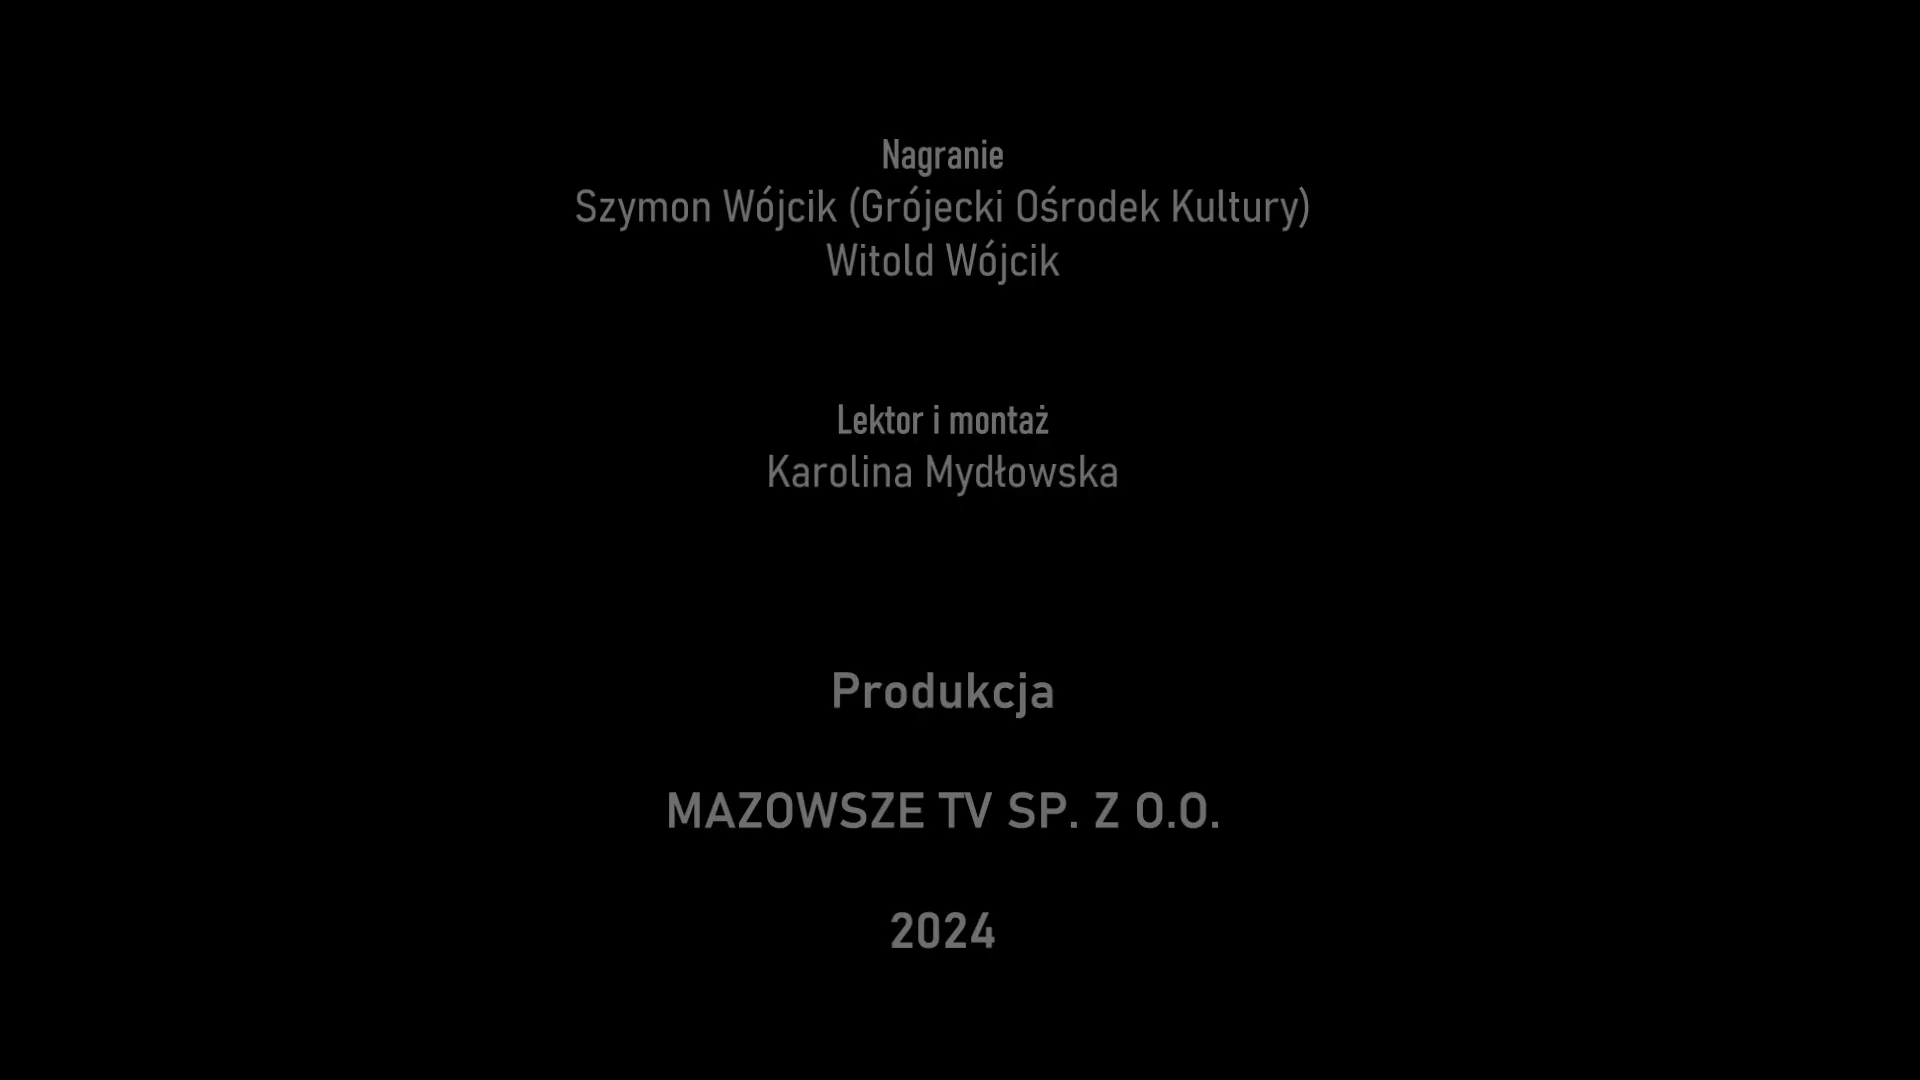 Nagranie
Szymon Wójcik (Grójecki Ośrodek Kultury)
Witold Wójcik
Lektor i montaż
Karolina Mydłowska
Produkcja
MAZOWSZE TV SP. Z O.O.
2024